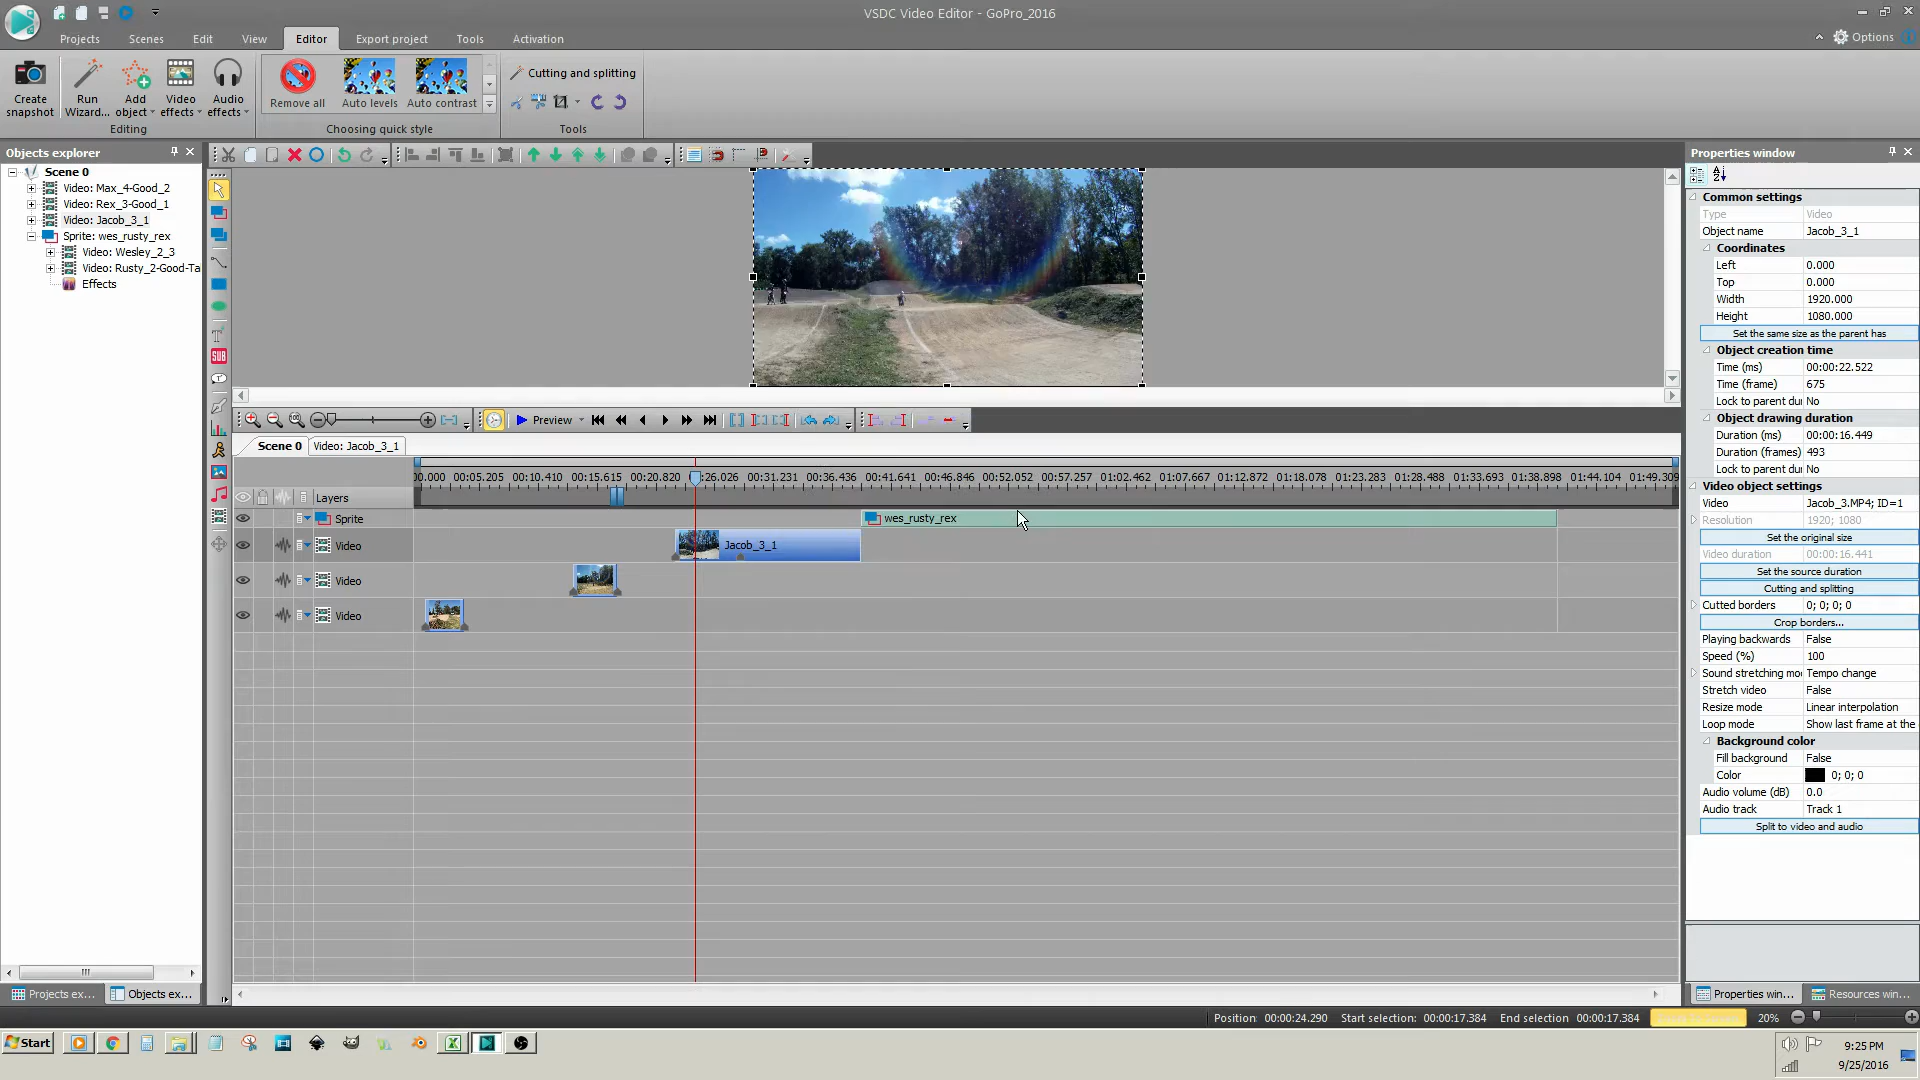 VSDC Video Editor - GoPro_2016
Projects
Scenes
Edit
View
Editor
Export project
Tools
Activation
Options
Create snapshot
Run Wizard...
Add object
Video effects
Audio effects
Editing
Remove all
Auto levels
Auto contrast
Choosing quick style
Cutting and splitting
Tools
Objects explorer
Scene 0
Video: Max_4-Good_2
Video: Rex_3-Good_1
Video: Jacob_3_1
Sprite: wes_rusty_rex
Video: Wesley_2_3
Video: Rusty_2-Good-Ta
Effects
SUB
Preview
Scene 0
Video: Jacob_3_1
00.000 00:05.205 00:10.410 00:15.615 00:20.820 00:26.026 00:31.231 00:36.436 00:41.641 00:46.846 00:52.052 00:57.257 01:02.462 01:07.667 01:12.872 01:18.078 01:23.283 01:28.488 01:33.693 01:38.898 01:44.104 01:49.309
Layers
Sprite
wes_rusty_rex
Video
Jacob_3_1
Video
Video
Properties window
Common settings
Type Video
Object name Jacob_3_1
Coordinates
Left 0.000
Top 0.000
Width 1920.000
Height 1080.000
Set the same size as the parent has
Object creation time
Time (ms) 00:00:22.522
Time (frame) 675
Lock to parent dur No
Object drawing duration
Duration (ms) 00:00:16.449
Duration (frames) 493
Lock to parent dur No
Video object settings
Video Jacob_3.MP4; ID=1
Resolution 1920; 1080
Set the original size
Video duration 00:00:16.441
Set the source duration
Cutting and splitting
Cutted borders 0; 0; 0; 0
Crop borders...
Playing backwards False
Speed (%) 100
Sound stretching mo Tempo change
Stretch video False
Resize mode Linear interpolation
Loop mode Show last frame at the
Background color
Fill background False
Color 0; 0; 0
Audio volume (dB) 0.0
Audio track Track 1
Split to video and audio
Projects ex...
Objects ex...
Properties win...
Resources win...
Position: 00:00:24.290 Start selection: 00:00:17.384 End selection 00:00:17.384
20%
Start
9:25 PM
9/25/2016